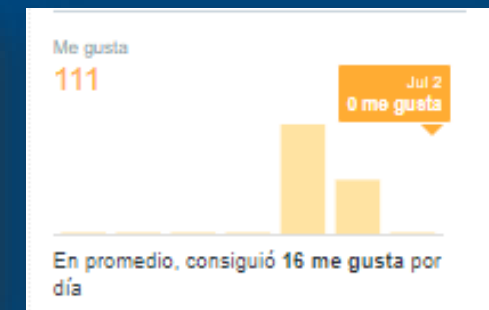 Me gusta
111
Jul 2
0 me gusta
En promedio, consiguió 16 me gusta por
día